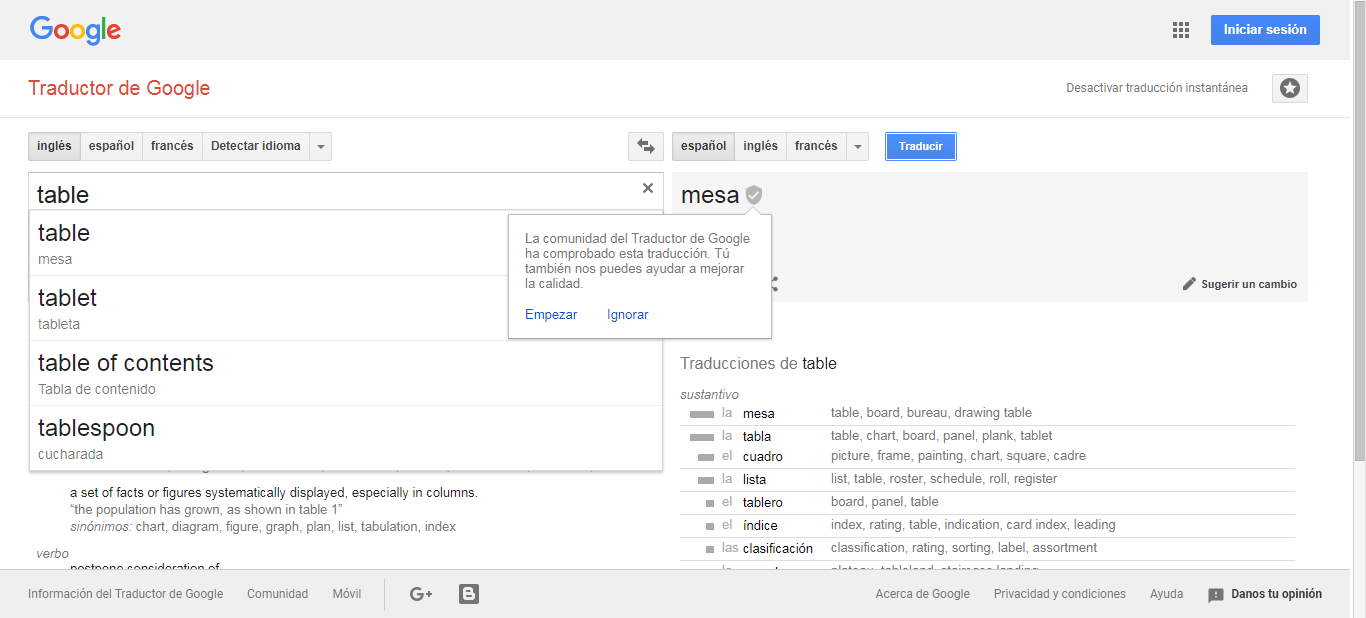 Google
Iniciar sesión
Traductor de Google
Desactivar traducción instantánea
inglés español francés Detectar idioma
español inglés francés Traducir
table
mesa
table
mesa
tablet
tableta
table of contents
Tabla de contenido
tablespoon
cucharada
La comunidad del Traductor de Google
ha comprobado esta traducción. Tú
también nos puedes ayudar a mejorar
la calidad.
Empezar Ignorar
Sugerir un cambio
a set of facts or figures systematically displayed, especially in columns.
“the population has grown, as shown in table 1”
sinónimos: chart, diagram, figure, graph, plan, list, tabulation, index
verbo
postpone consideration of
Traducciones de table
sustantivo
la mesa table, board, bureau, drawing table
la tabla table, chart, board, panel, plank, tablet
el cuadro picture, frame, painting, chart, square, cadre
la lista list, table, roster, schedule, roll, register
el tablero board, panel, table
el índice index, rating, table, indication, card index, leading
las clasificación classification, rating, sorting, label, assortment
Información del Traductor de Google Comunidad Móvil G+ B Acerca de Google Privacidad y condiciones Ayuda Danos tu opinión